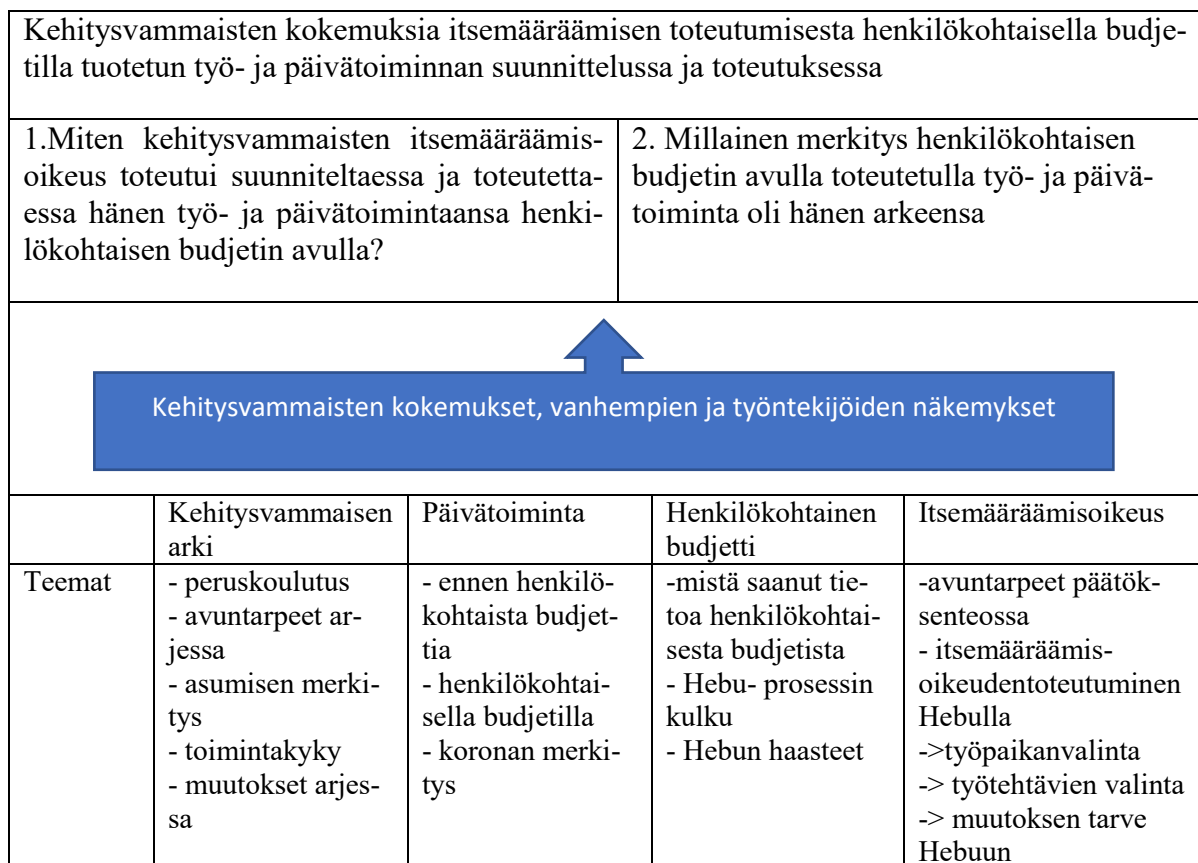 Kehitysvammaisten kokemuksia itsemääräämisen toteutumisesta henkilökohtaisella budje-
tilla tuotetun työ- ja päivätoiminnan suunnittelussa ja toteutuksessa
1.Miten kehitysvammaisten itsemääräämis-
oikeus toteutui suunniteltaessa ja toteutetta-
essa hänen työ- ja päivätoimintaansa henki-
lökohtaisen budjetin avulla?
2. Millainen merkitys henkilökohtaisen
budjetin avulla toteutetulla työ- ja päivä-
toiminta oli hänen arkeensa
Kehitysvammaisten kokemukset, vanhempien ja työntekijöiden näkemykset
Kehitysvammaisen
arki
Päivätoiminta
Henkilökohtainen
budjetti
Itsemääräämisoikeus
Teemat
- peruskoulutus
- avuntarpeet ar-
jessa
- asumisen merki-
tys
- toimintakyky
- muutokset arjes-
sa
- ennen henkilö-
kohtaista budjet-
tia
- henkilökohtai-
sella budjetilla
- koronan merki-
tys
-mistä saanut tie-
toa henkilökohtai-
sesta budjetista
- Hebu- prosessin
kulku
- Hebun haasteet
-avuntarpeet päätök-
senteossa
- itsemääräämis-
oikeudentoteutuminen
Hebulla
->työpaikanvalinta
-> työtehtävien valinta
-> muutoksen tarve
Hebuun